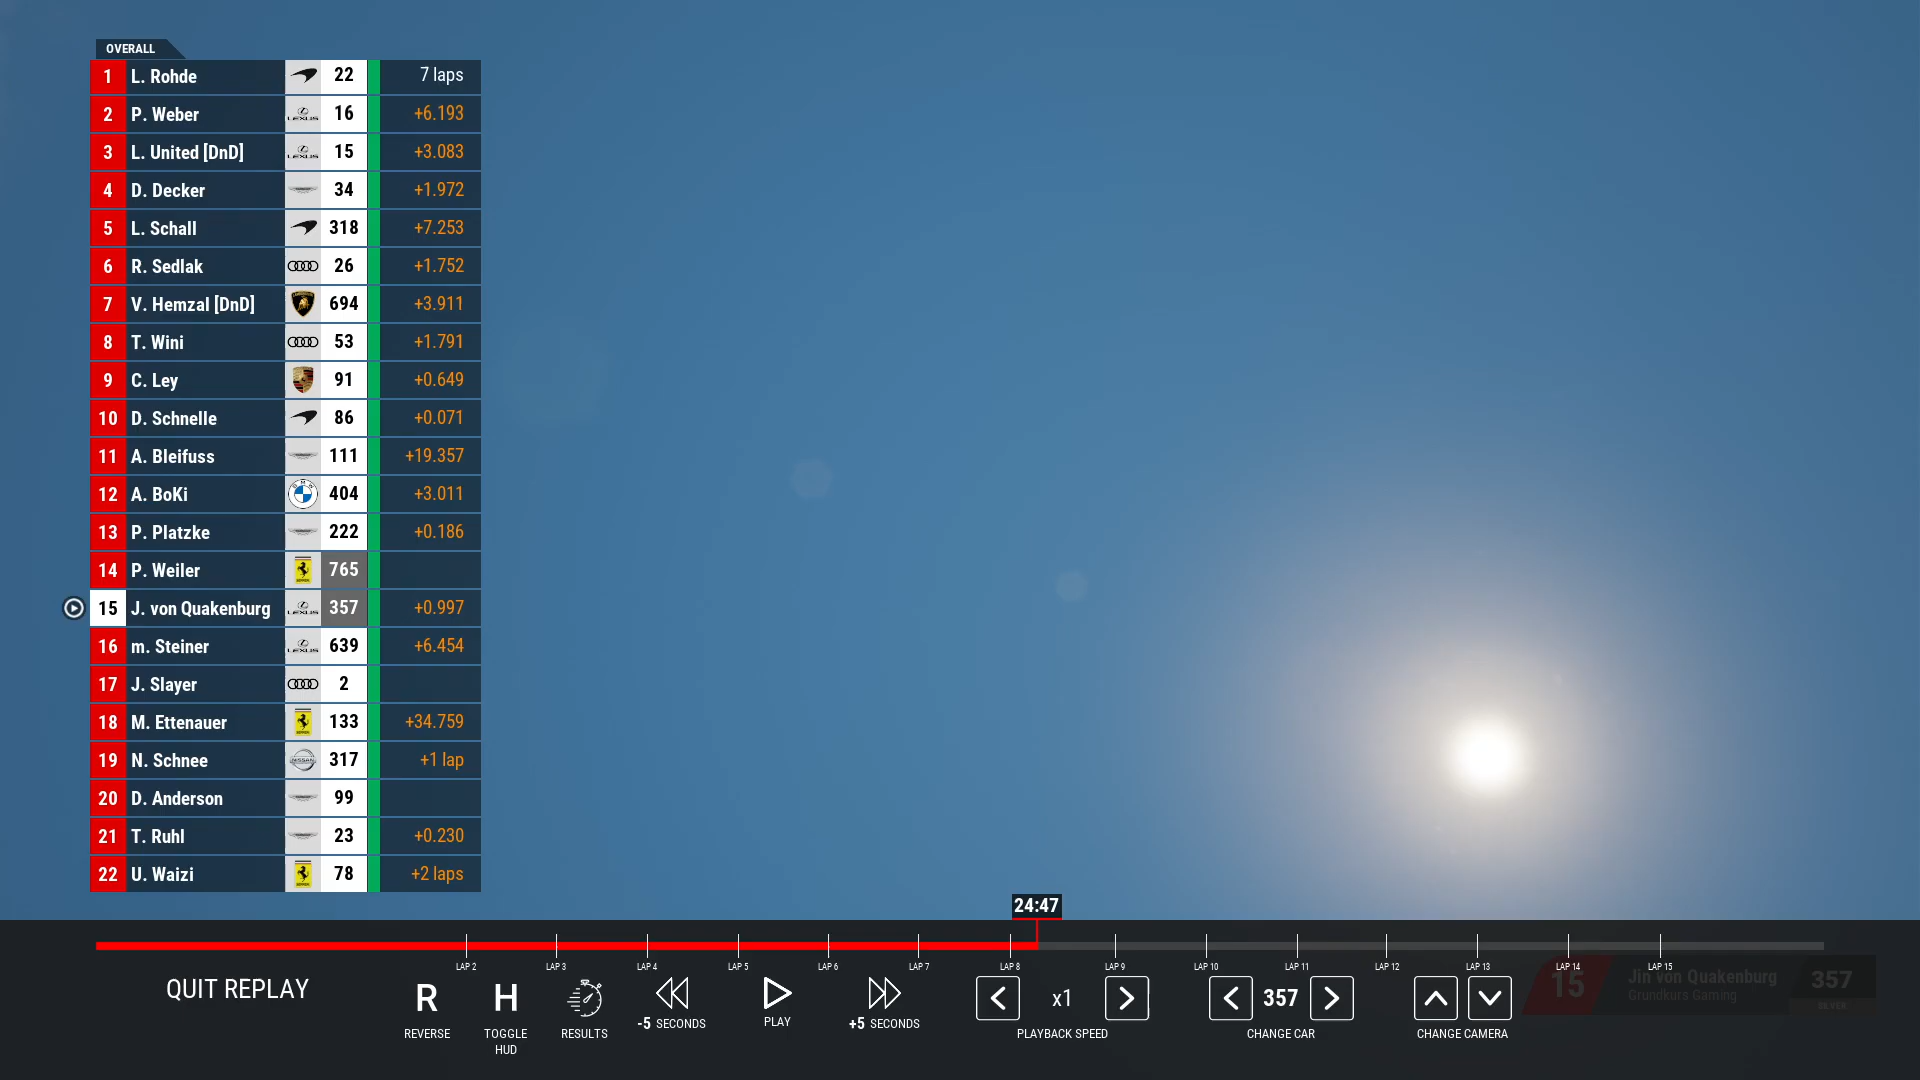 OVERALL
1 L. Rohde 22 7 laps
2 P. Weber LEXUS 16 +6.193
3 L. United [DnD] LEXUS 15 +3.083
4 D. Decker 34 +1.972
5 L. Schall 318 +7.253
6 R. Sedlak 26 +1.752
7 V. Hemzal [DnD] 694 +3.911
8 T. Wini 53 +1.791
9 C. Ley 91 +0.649
10 D. Schnelle 86 +0.071
11 A. Bleifuss 111 +19.357
12 A. BoKi 404 +3.011
13 P. Platzke 222 +0.186
14 P. Weiler 765
15 J. von Quakenburg LEXUS 357 +0.997
16 m. Steiner LEXUS 639 +6.454
17 J. Slayer 2
18 M. Ettenauer 133 +34.759
19 N. Schnee NISSAN 317 +1 lap
20 D. Anderson 99
21 T. Ruhl 23 +0.230
22 U. Waizi 78 +2 laps
24:47
LAP 2 LAP 3 LAP 4 LAP 5 LAP 6 LAP 7 LAP 8 LAP 9 LAP 10 LAP 11 LAP 12 LAP 13 LAP 14 LAP 15
15 Jin von Quakenburg 357
Grundkurs Gaming
SILVER
QUIT REPLAY
R H x1 357
REVERSE TOGGLE HUD RESULTS -5 SECONDS PLAY +5 SECONDS PLAYBACK SPEED CHANGE CAR CHANGE CAMERA